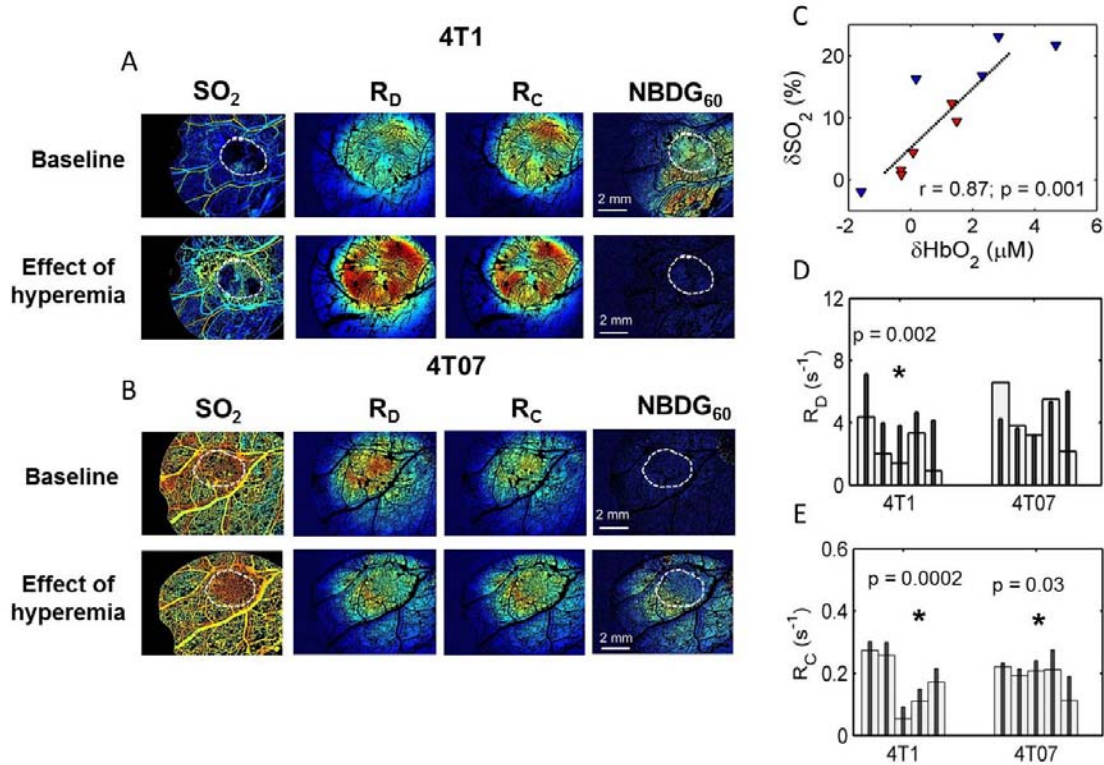 4T1
A
SO2 RD RC NBDG60
Baseline
2 mm
Effect of
hyperemia
2 mm
4T07
B
SO2 RD RC NBDG60
Baseline
2 mm
Effect of
hyperemia
2 mm
C
20
10
0
δSO2 (%)
r = 0.87; p = 0.001
-2 0 2 4 6
δHbO2 (μM)
D
12
8
4
0
RD (s-1)
p = 0.002
*
4T1 4T07
E
0.6
0.4
0.2
0
RC (s-1)
p = 0.0002 p = 0.03
* *
4T1 4T07